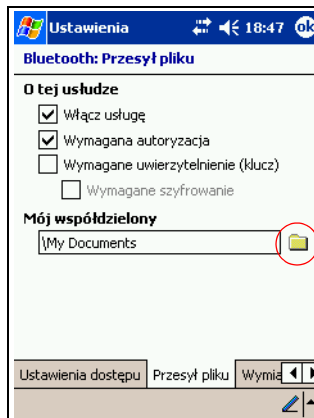 Ustawienia 18:47 ok
Bluetooth: Przesył pliku
O tej usłudze
Włącz usługę
Wymagana autoryzacja
Wymagane uwierzytelnienie (klucz)
Wymagane szyfrowanie
Mój współdzielony
\My Documents
Ustawienia dostępu Przesył pliku Wymia